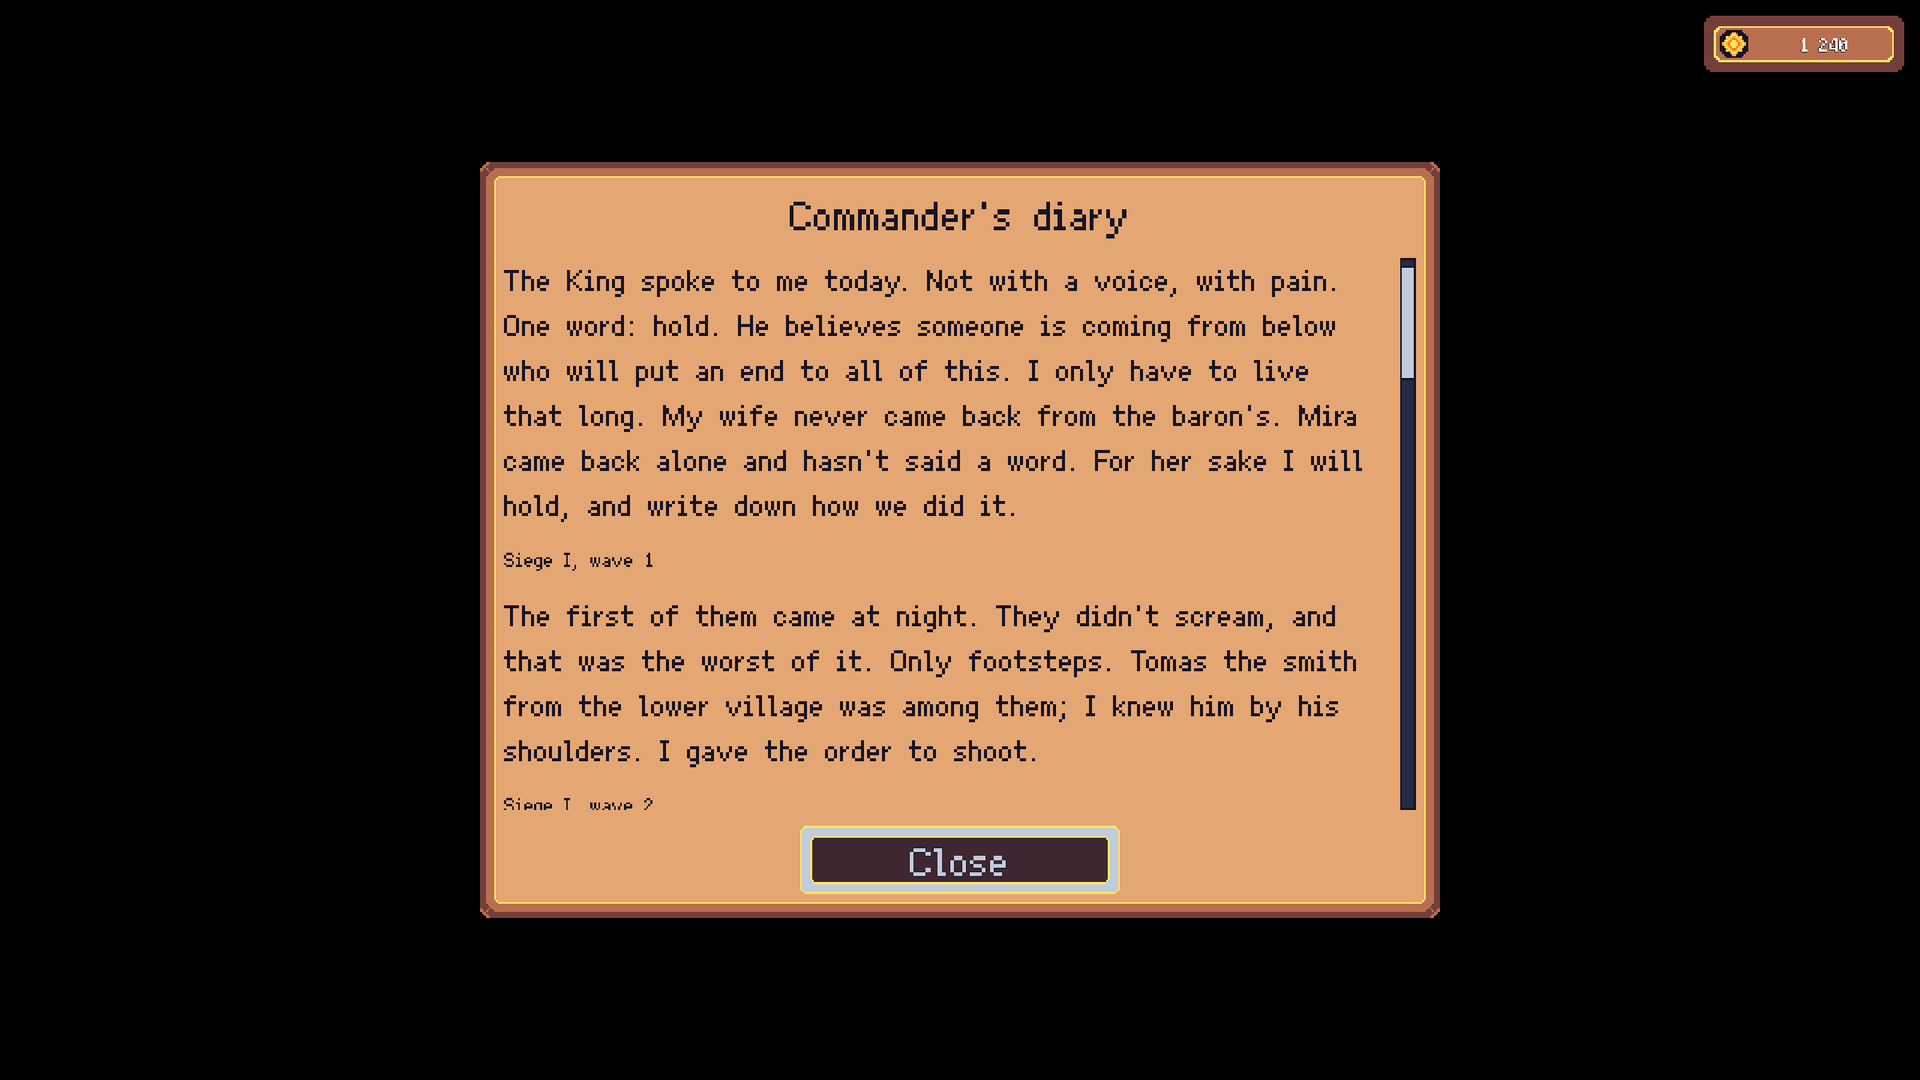 1 240
Commander's diary
The King spoke to me today. Not with a voice, with pain.
One word: hold. He believes someone is coming from below
who will put an end to all of this. I only have to live
that long. My wife never came back from the baron's. Mira
came back alone and hasn't said a word. For her sake I will
hold, and write down how we did it.
Siege I, wave 1
The first of them came at night. They didn't scream, and
that was the worst of it. Only footsteps. Tomas the smith
from the lower village was among them; I knew him by his
shoulders. I gave the order to shoot.
Siege I, wave 2
Close